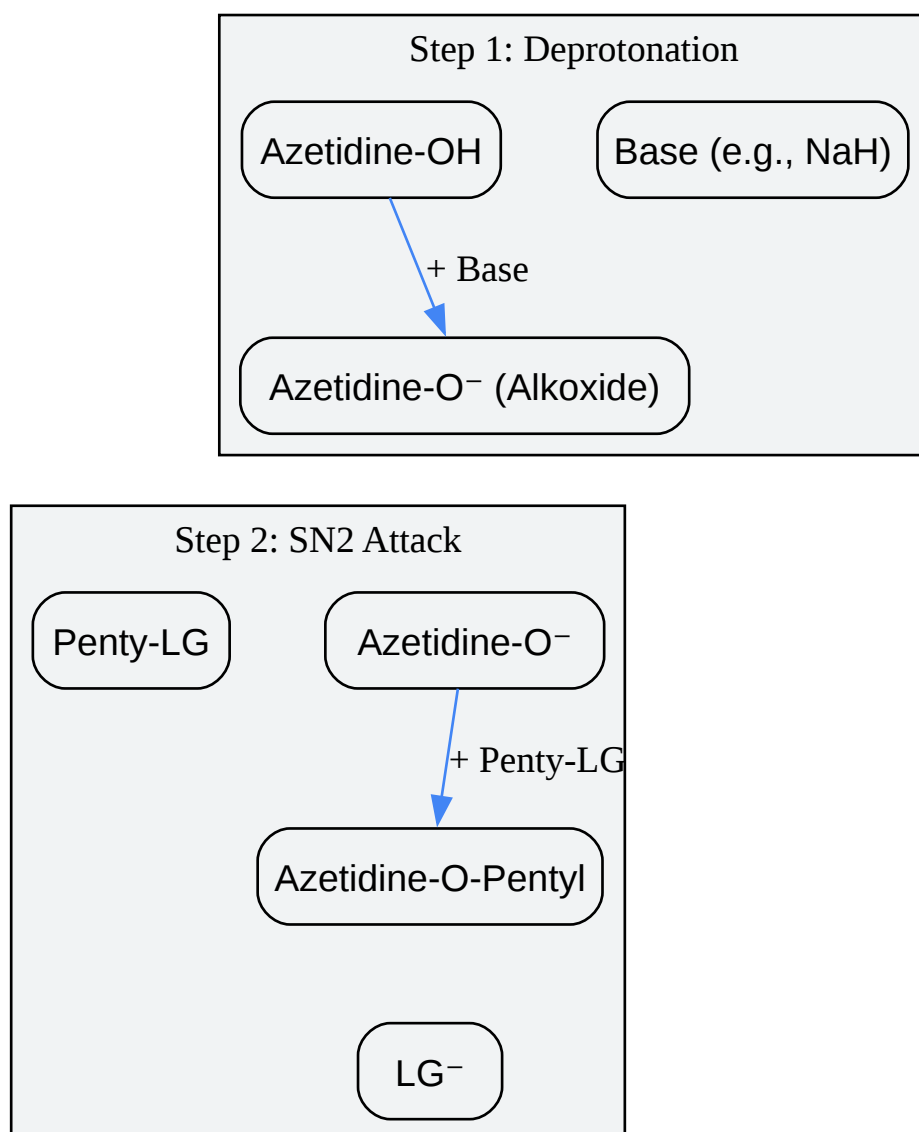 Step 1: Deprotonation
Azetidine-OH
Base (e.g., NaH)
+ Base
Azetidine-O⁻ (Alkoxide)
Step 2: SN2 Attack
Penty-LG
Azetidine-O⁻
+ Penty-LG
Azetidine-O-Pentyl
LG⁻